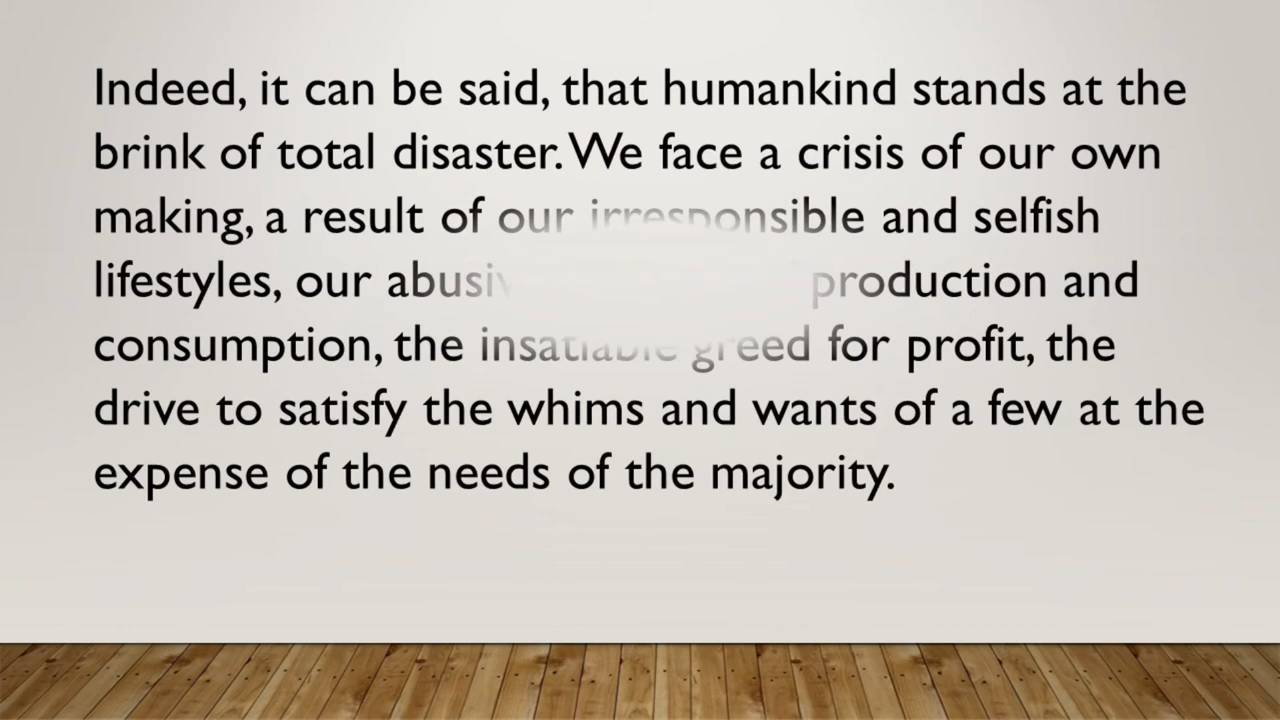 Indeed, it can be said, that humankind stands at the
brink of total disaster. We face a crisis of our own
making, a result of our irresponsible and selfish
lifestyles, our production and
consumption, the insatiable greed for profit, the
drive to satisfy the whims and wants of a few at the
expense of the needs of the majority.